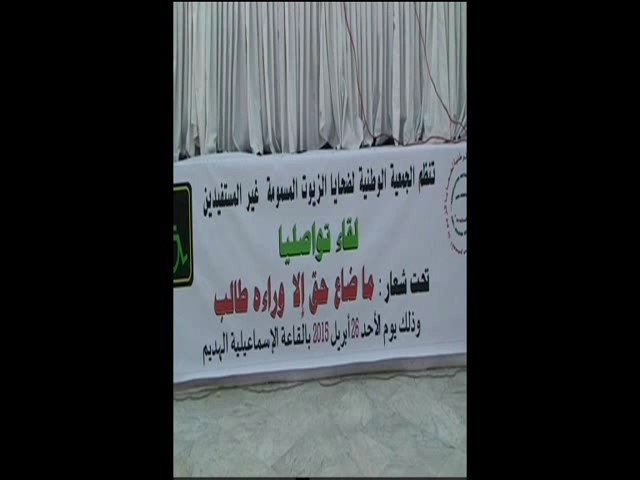 تنظم الجمعية الوطنية لضحايا الزيوت المسمومة غير المستفيدين
لقاء تواصليا
تحت شعار: ما ضاع حق إلا وراءه طالب
وذلك يوم الأحد 26 أبريل 2015 بالقاعة الإسماعيلية الهديم